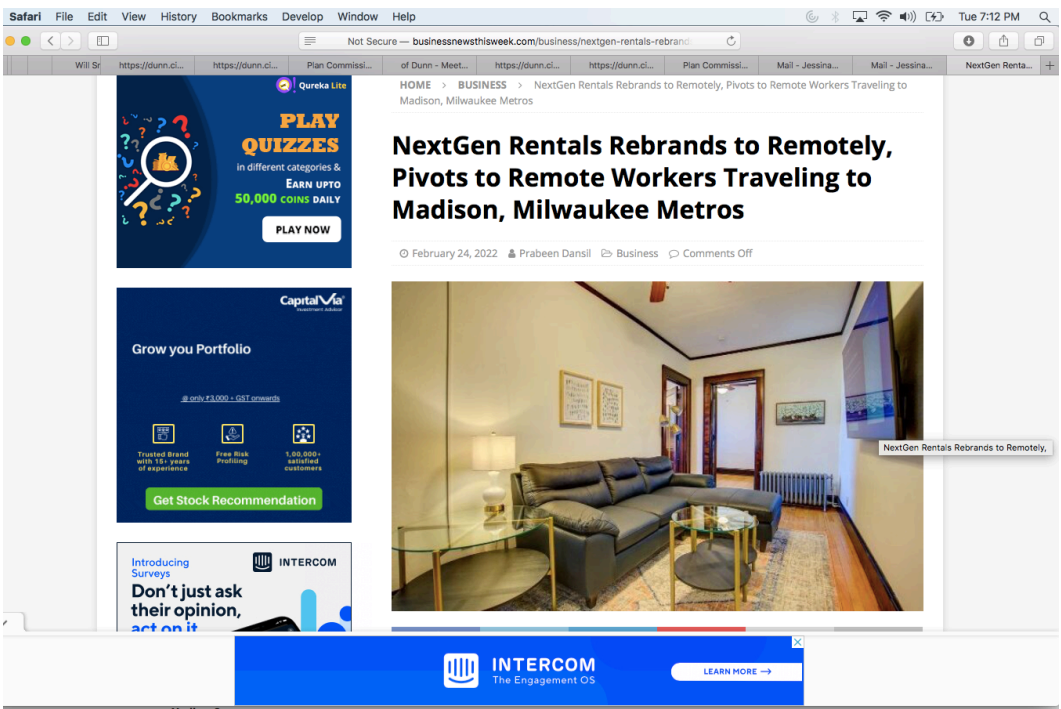 Safari File Edit View History Bookmarks Develop Window Help Tue 7:12 PM
Not Secure — businessnewsthisweek.com/business/nextgen-rentals-rebrand
Will Sr https://dunn.ci... https://dunn.ci... Plan Commissi... of Dunn - Meet... https://dunn.ci... https://dunn.ci... Plan Commissi... Mail - Jessina... Mail - Jessina... NextGen Renta... +
Qureka Lite
PLAY
QUIZZES
in different categories &
EARN UPTO
50,000 COINS DAILY
PLAY NOW
CapitalVia
Investment Advisor
Grow you Portfolio
@ only ₹3,000 + GST onwards
Trusted Brand
with 15+ years
of experience
Free Risk
Profiling
1,00,000+
satisfied
customers
Get Stock Recommendation
Introducing
Surveys
INTERCOM
Don't just ask
their opinion,
act on it
HOME > BUSINESS > NextGen Rentals Rebrands to Remotely, Pivots to Remote Workers Traveling to
Madison, Milwaukee Metros
NextGen Rentals Rebrands to Remotely,
Pivots to Remote Workers Traveling to
Madison, Milwaukee Metros
February 24, 2022 Prabeen Dansil Business Comments Off
NextGen Rentals Rebrands to Remotely,
INTERCOM
The Engagement OS
LEARN MORE →